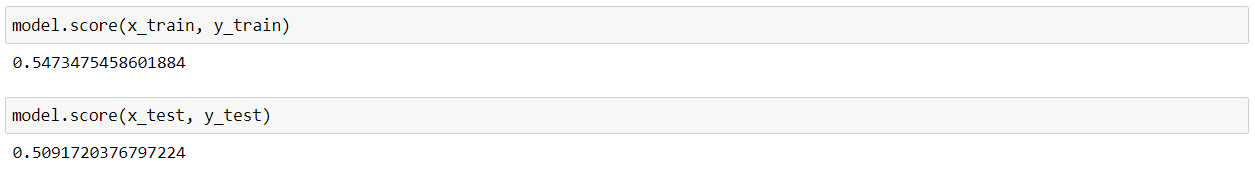 model.score(x_train, y_train)
0.5473475458601884
model.score(x_test, y_test)
0.5091720376797224